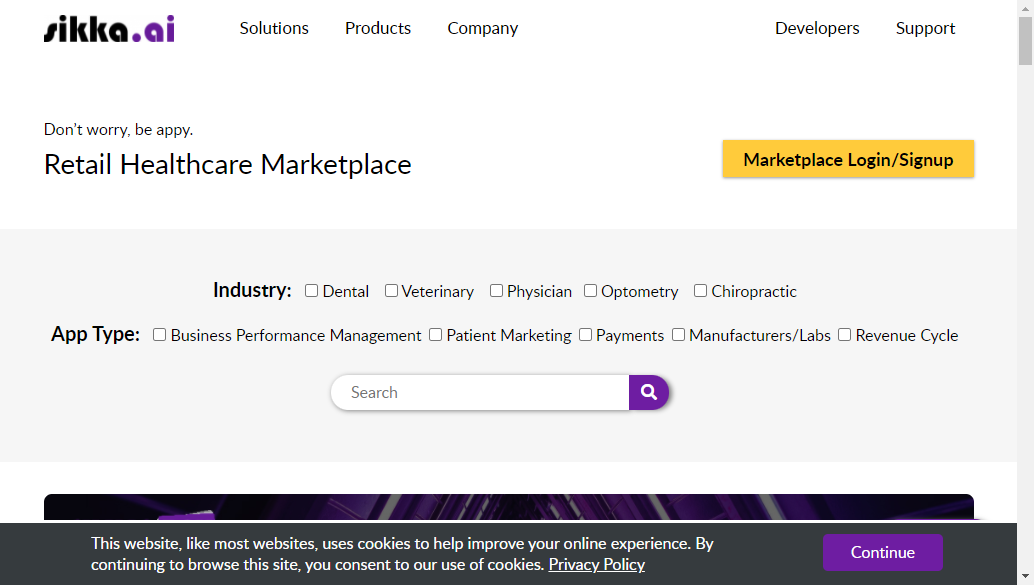 sikka.ai
Solutions
Products
Company
Developers
Support
Don't worry, be appy.
Retail Healthcare Marketplace
Marketplace Login/Signup
Industry: Dental Veterinary Physician Optometry Chiropractic
App Type: Business Performance Management Patient Marketing Payments Manufacturers/Labs Revenue Cycle
Search
This website, like most websites, uses cookies to help improve your online experience. By
continuing to browse this site, you consent to our use of cookies. Privacy Policy
Continue